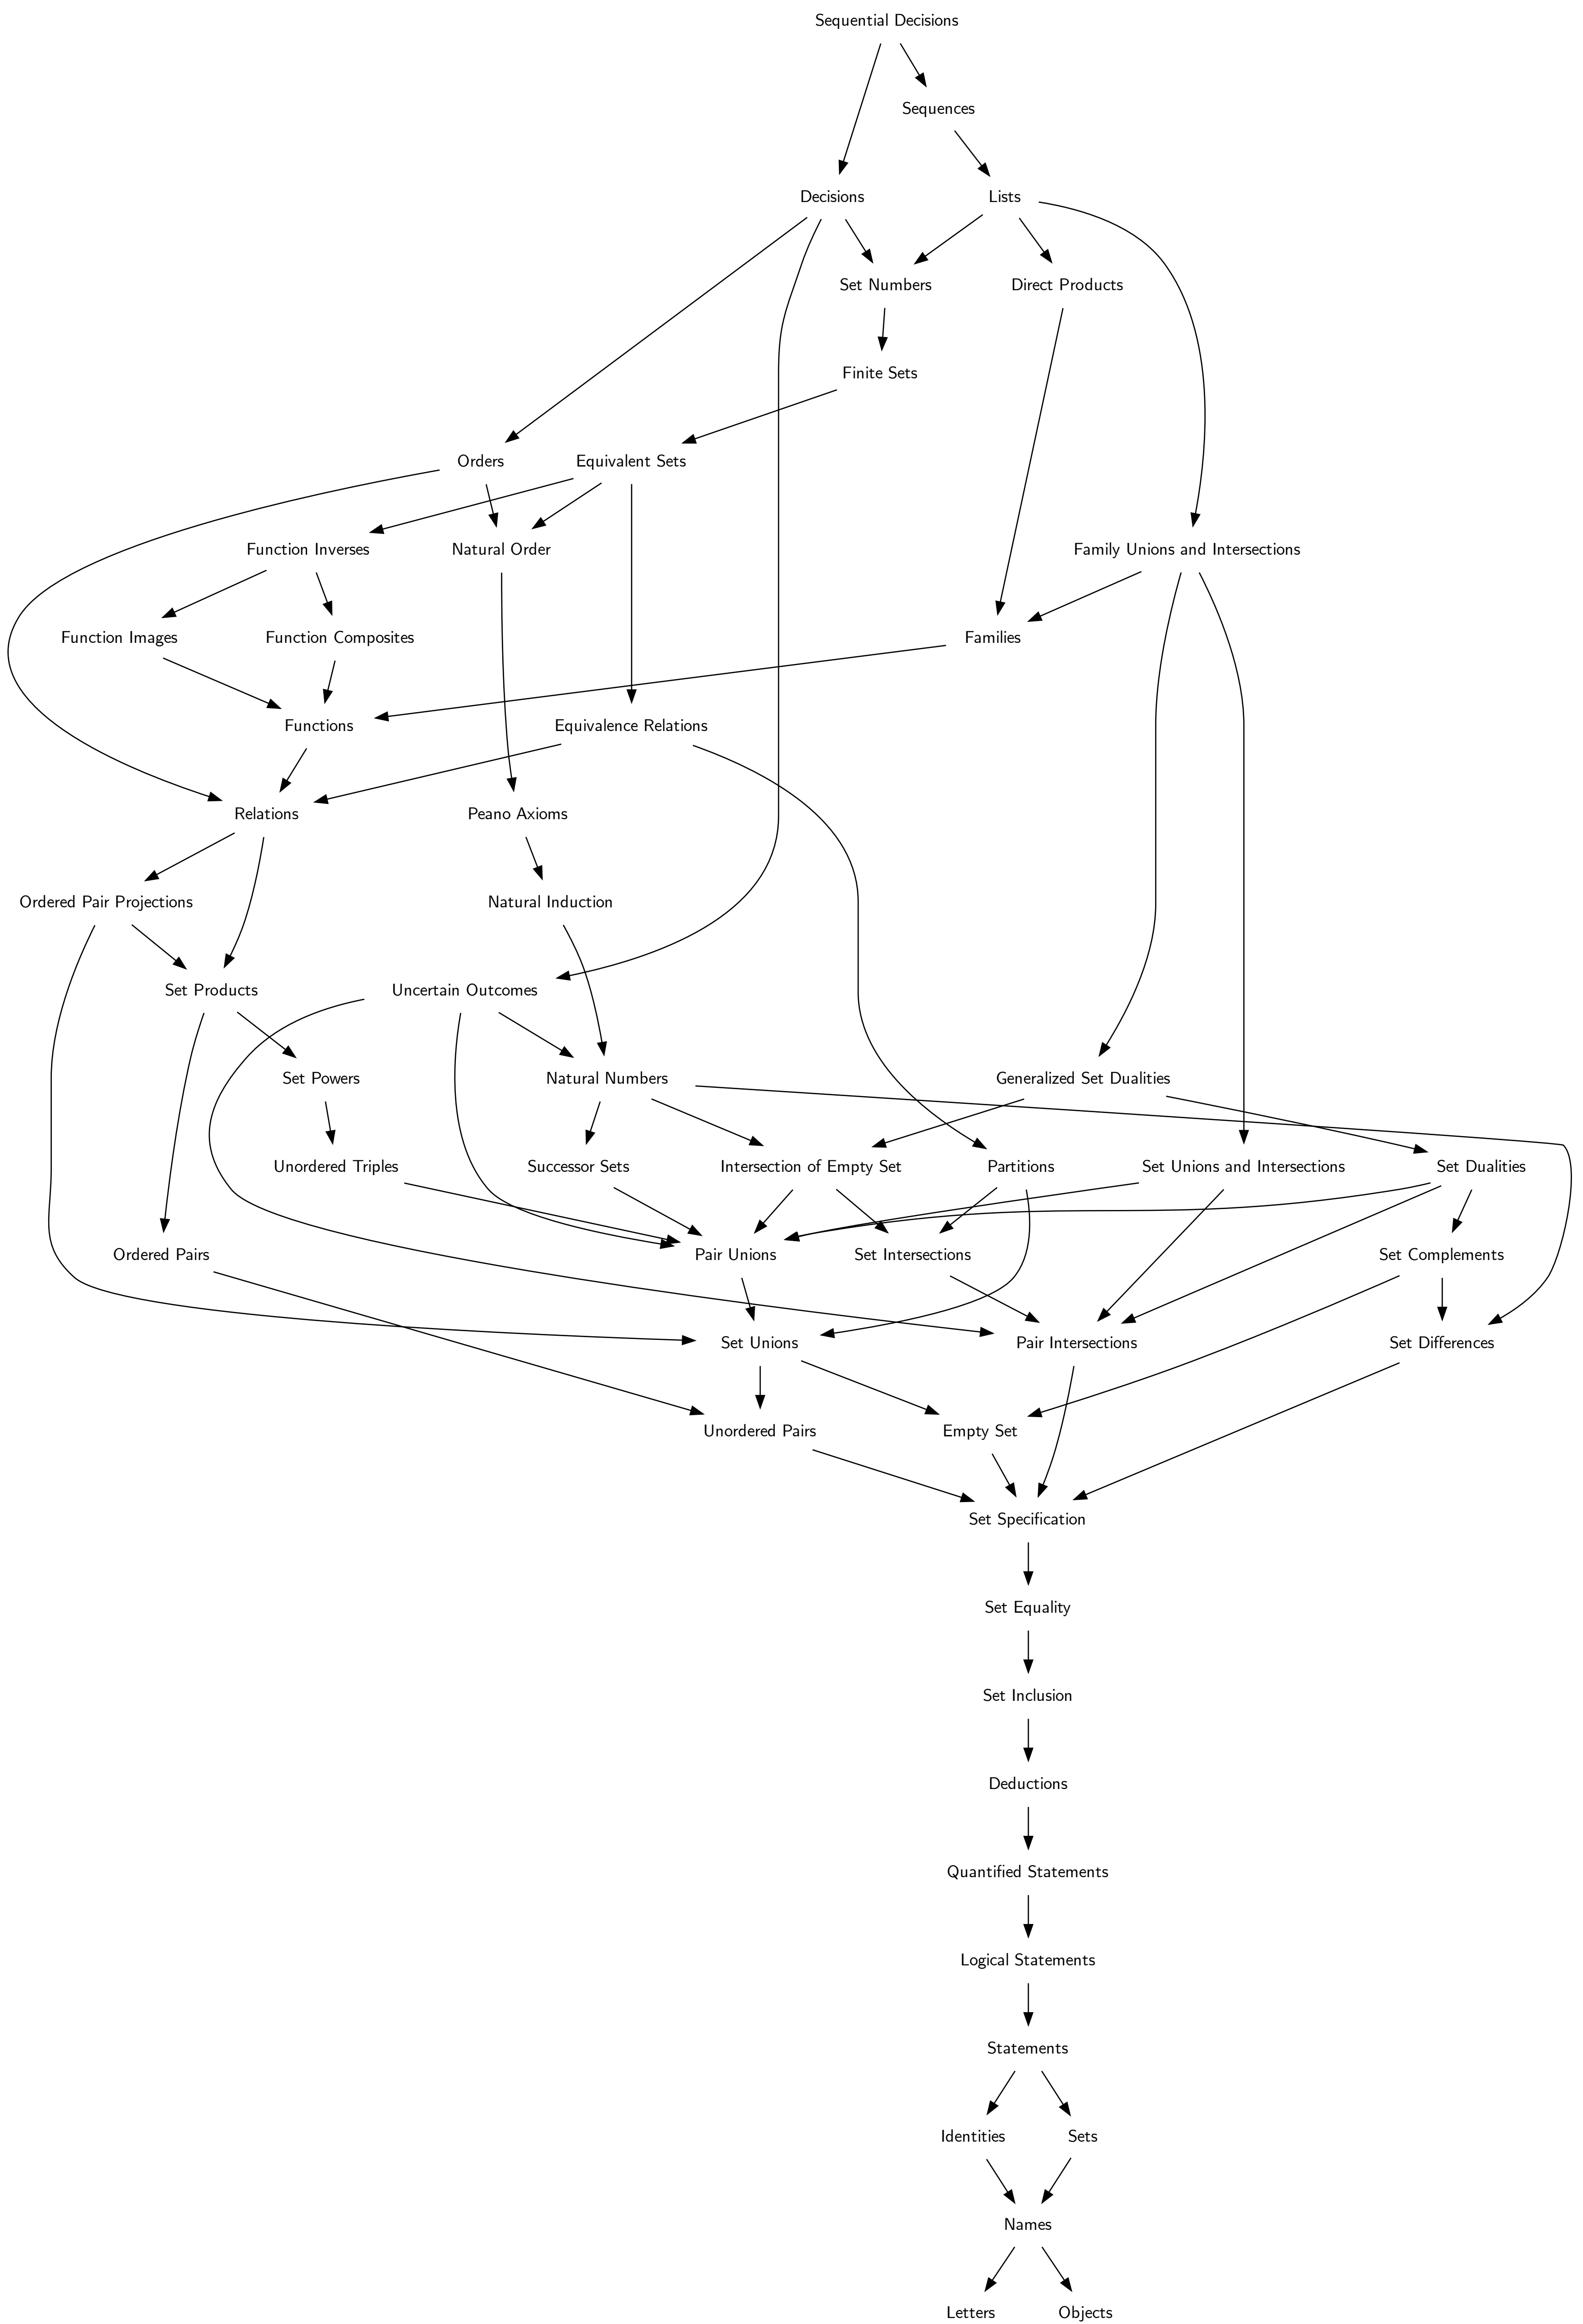 Sequential Decisions
Sequences
Decisions
Lists
Set Numbers
Direct Products
Finite Sets
Orders
Equivalent Sets
Function Inverses
Natural Order
Family Unions and Intersections
Function Images
Function Composites
Families
Functions
Equivalence Relations
Relations
Peano Axioms
Ordered Pair Projections
Natural Induction
Set Products
Uncertain Outcomes
Set Powers
Natural Numbers
Generalized Set Dualities
Unordered Triples
Successor Sets
Intersection of Empty Set
Partitions
Set Unions and Intersections
Set Dualities
Ordered Pairs
Pair Unions
Set Intersections
Set Complements
Set Unions
Pair Intersections
Set Differences
Unordered Pairs
Empty Set
Set Specification
Set Equality
Set Inclusion
Deductions
Quantified Statements
Logical Statements
Statements
Identities
Sets
Names
Letters
Objects